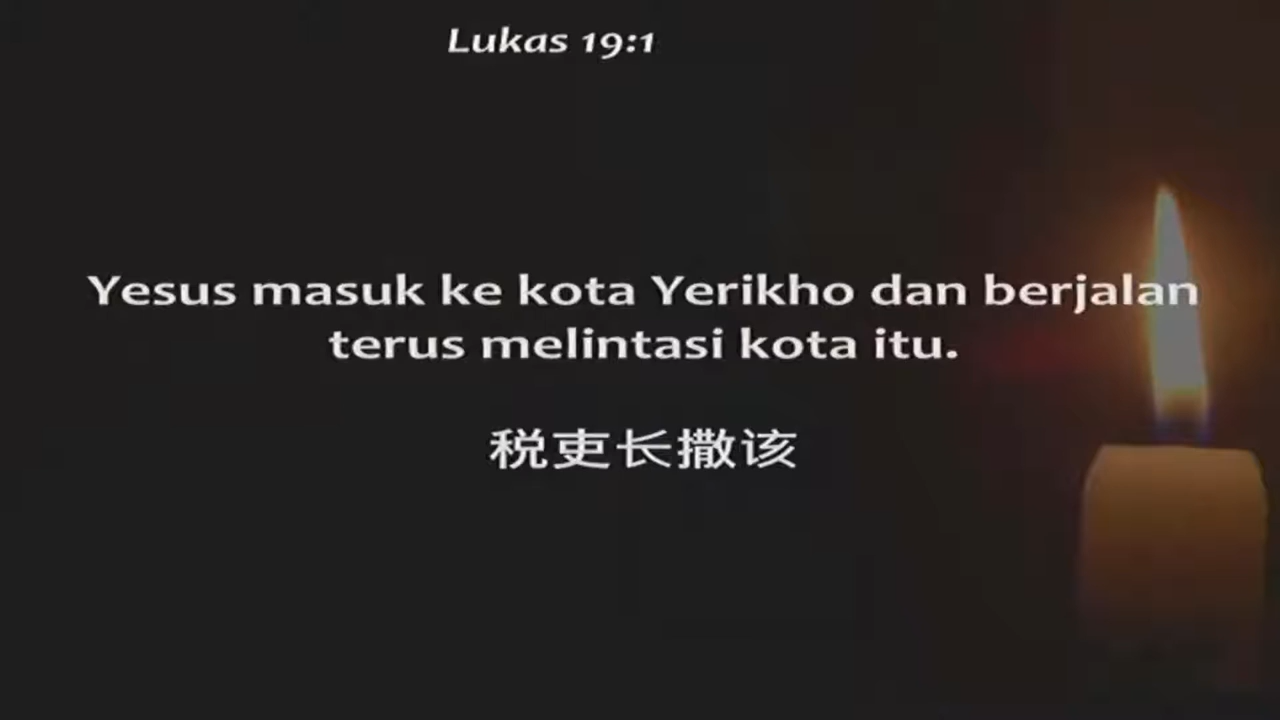 Lukas 19:1
Yesus masuk ke kota Yerikho dan berjalan
terus melintasi kota itu.
税吏长撒该